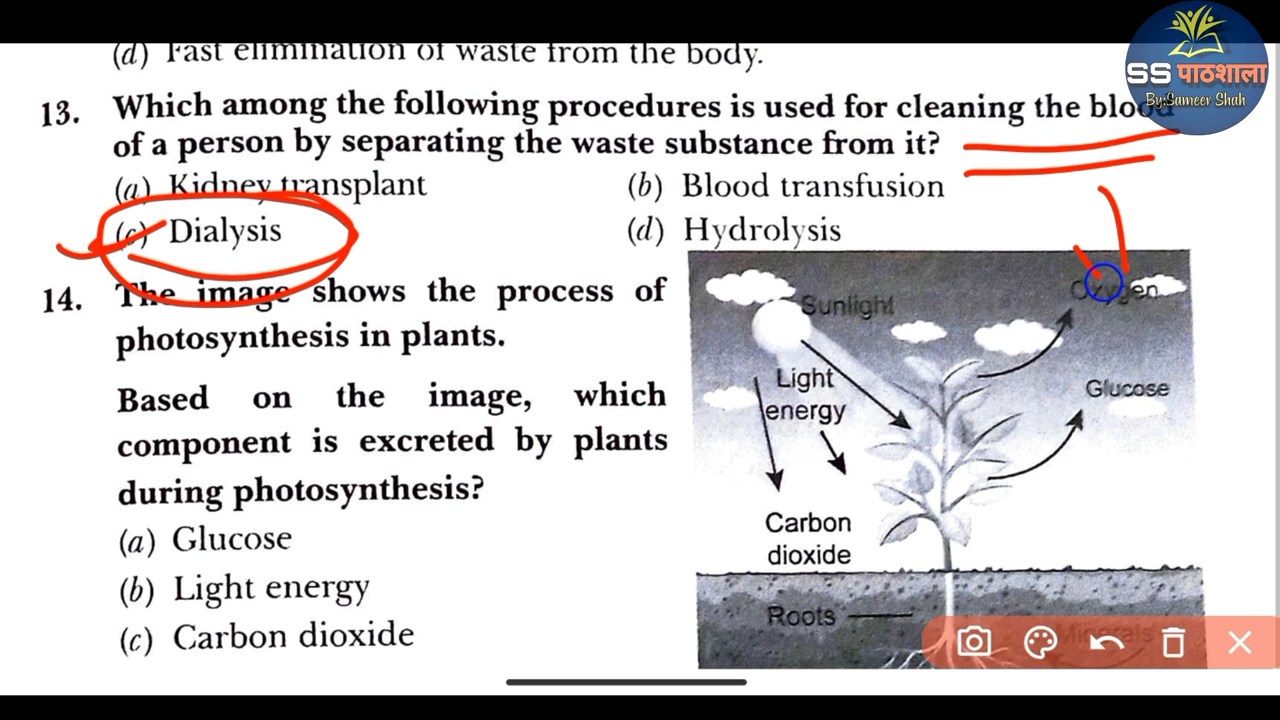 (d) Fast elimination of waste from the body.
SS पाठशाला
By:Sameer Shah
13. Which among the following procedures is used for cleaning the blood
of a person by separating the waste substance from it?
(a) Kidney transplant (b) Blood transfusion
(c) Dialysis (d) Hydrolysis
14. The image shows the process of
photosynthesis in plants.
Based on the image, which
component is excreted by plants
during photosynthesis?
(a) Glucose
(b) Light energy
(c) Carbon dioxide
Sunlight
Oxygen
Light
energy
Glucose
Carbon
dioxide
Roots
Minerals